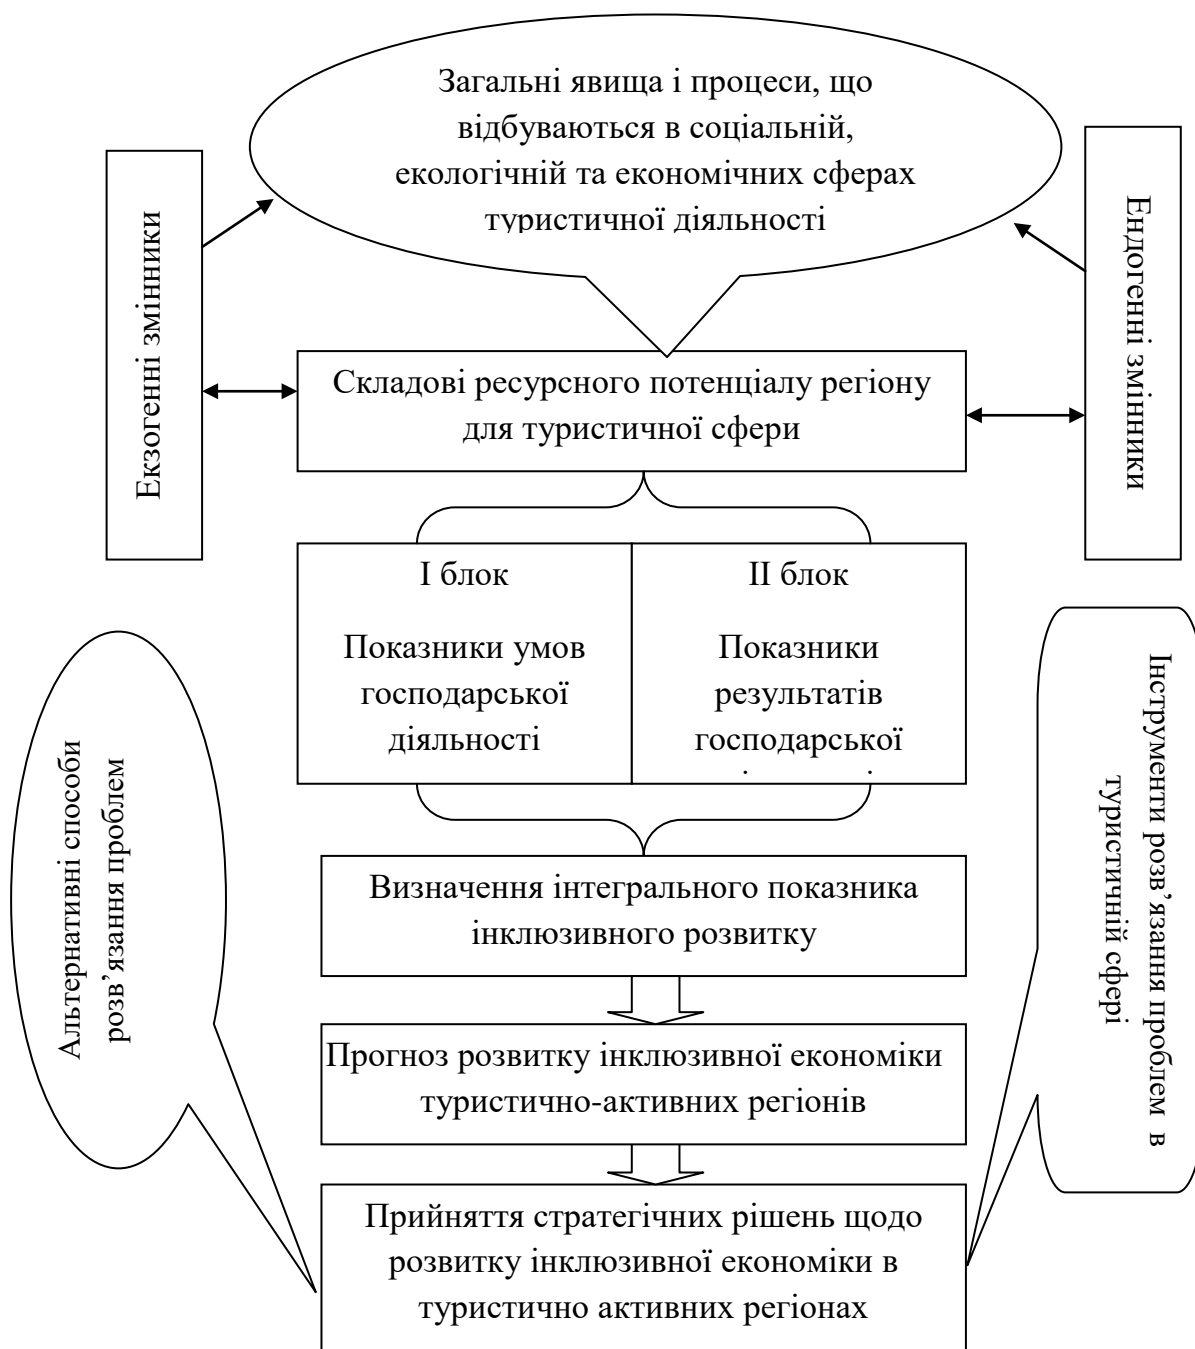 Загальні явища і процеси, що
відбуваються в соціальній,
екологічній та економічних сферах
туристичної діяльності
Екзогенні змінники
Ендогенні змінники
Складові ресурсного потенціалу регіону
для туристичної сфери
І блок
Показники умов
господарської
діяльності
ІІ блок
Показники
результатів
господарської
Альтернативні способи
розв’язання проблем
Інструменти розв’язання проблем в
туристичній сфері
Визначення інтегрального показника
інклюзивного розвитку
Прогноз розвитку інклюзивної економіки
туристично-активних регіонів
Прийняття стратегічних рішень щодо
розвитку інклюзивної економіки в
туристично активних регіонах